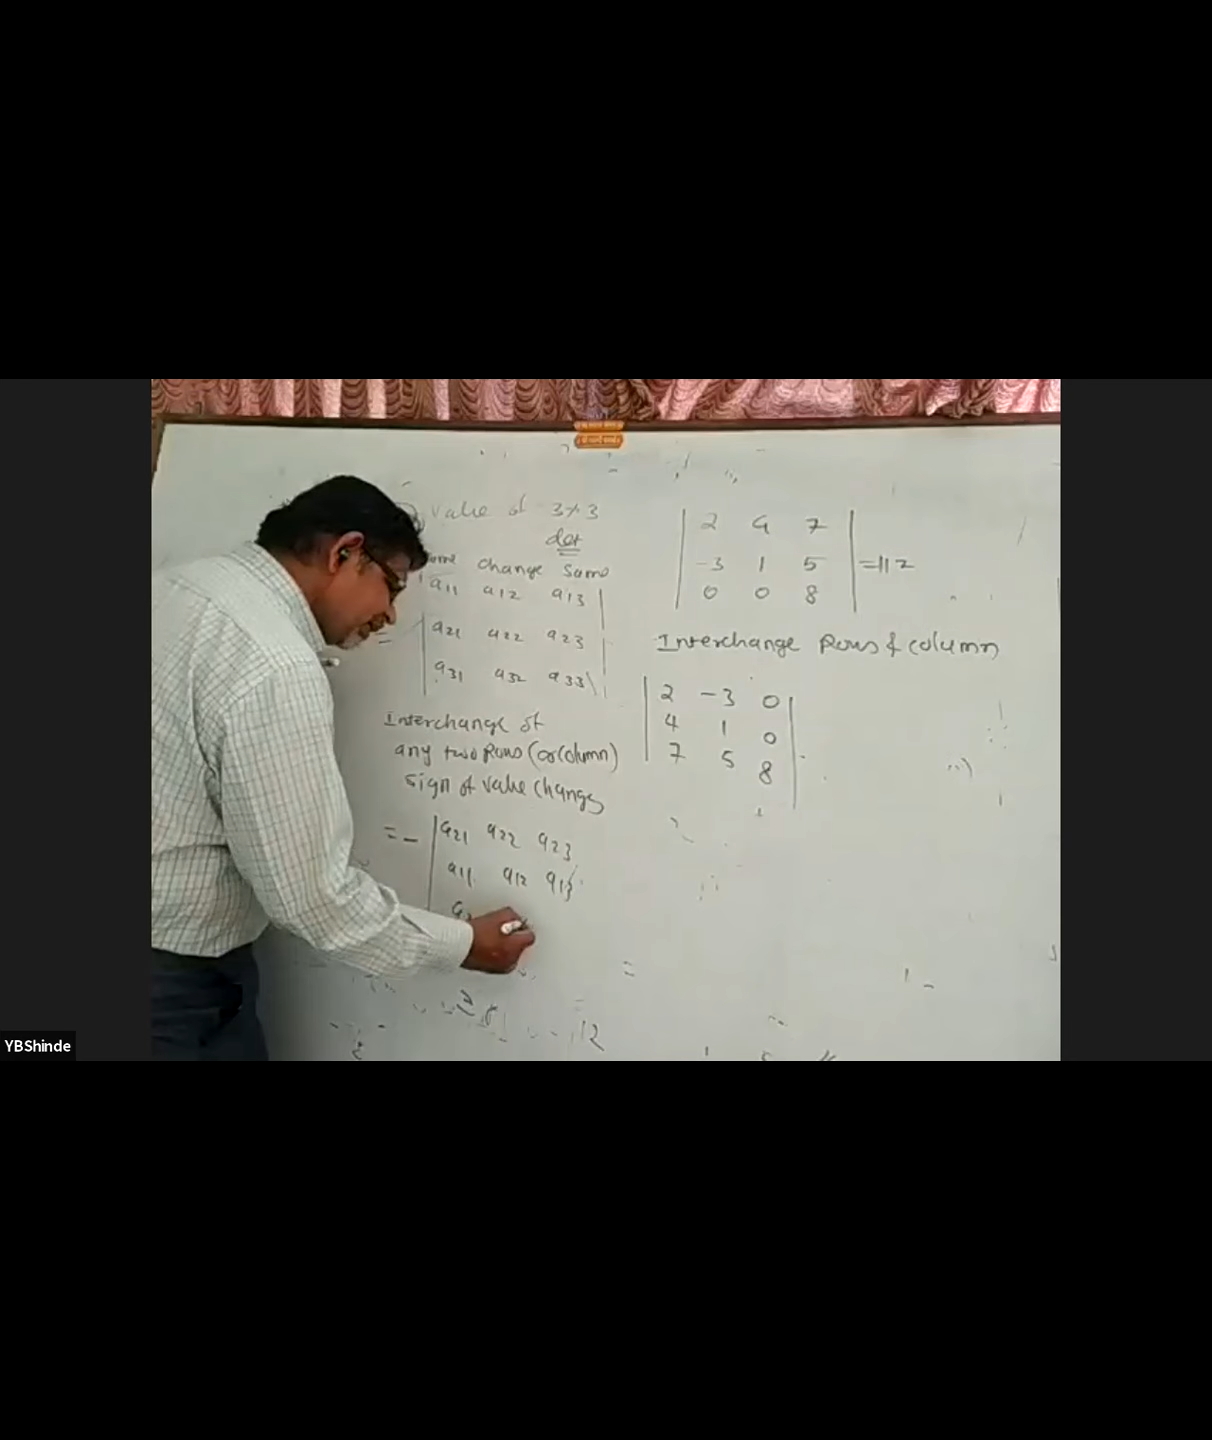 Value of 3×3
det
change Same
a11 a12 a13
= a21 a22 a23
a31 a32 a33
Interchange of
any two Rows (or column)
sign of value changes
= - a21 a22 a23
a11 a12 a13
2 4 7
-3 1 5 =112
0 0 8
Interchange Rows & column
2 -3 0
4 1 0
7 5 8
YBShinde